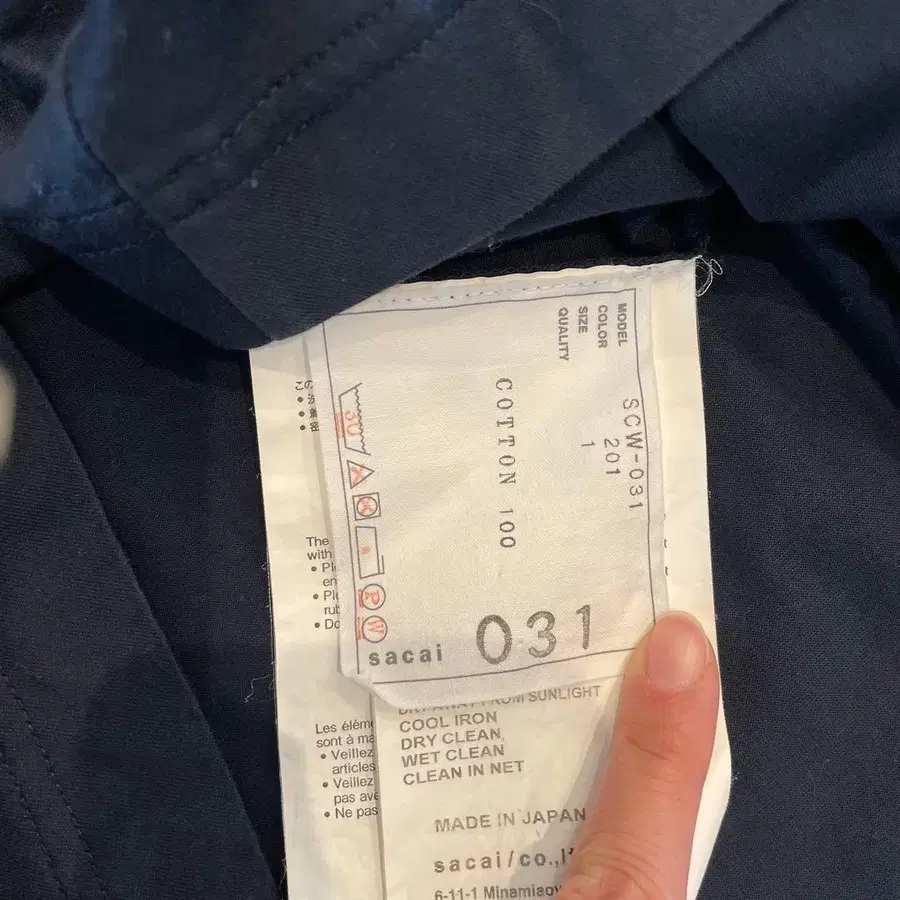 MODEL SCW-031
COLOR 201
SIZE 1
QUALITY
COTTON 100
30
P
W
sacai 031
The
with
• Pl
en
• Pl
rub
• Do
Les éléme
sont à ma
• Veillez
articles
• Veillez
pas ave
• Ne pas
DRY AWAY FROM SUNLIGHT
COOL IRON
DRY CLEAN,
WET CLEAN
CLEAN IN NET
MADE IN JAPAN
sacai/co.,l
6-11-1 Minamiaoy